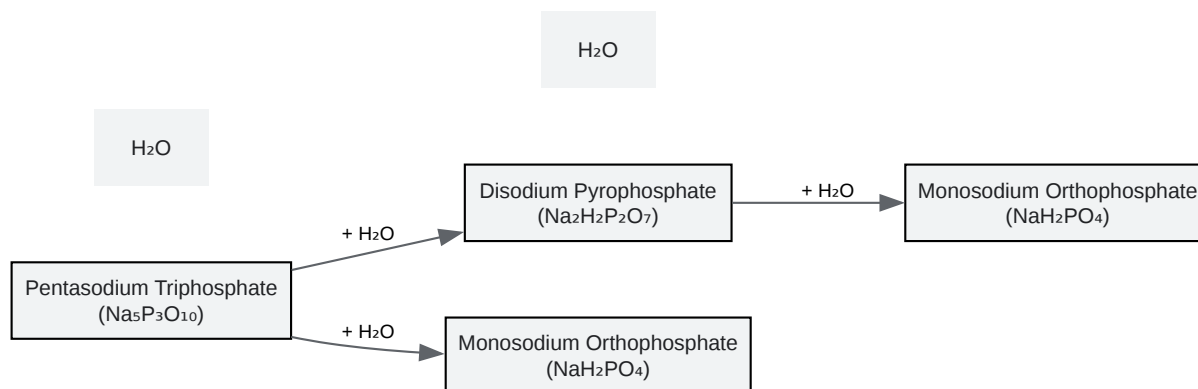 H₂O
H₂O
Disodium Pyrophosphate
(Na₂H₂P₂O₇)
+ H₂O
Monosodium Orthophosphate
(NaH₂PO₄)
+ H₂O
Pentasodium Triphosphate
(Na₅P₃O₁₀)
+ H₂O
Monosodium Orthophosphate
(NaH₂PO₄)